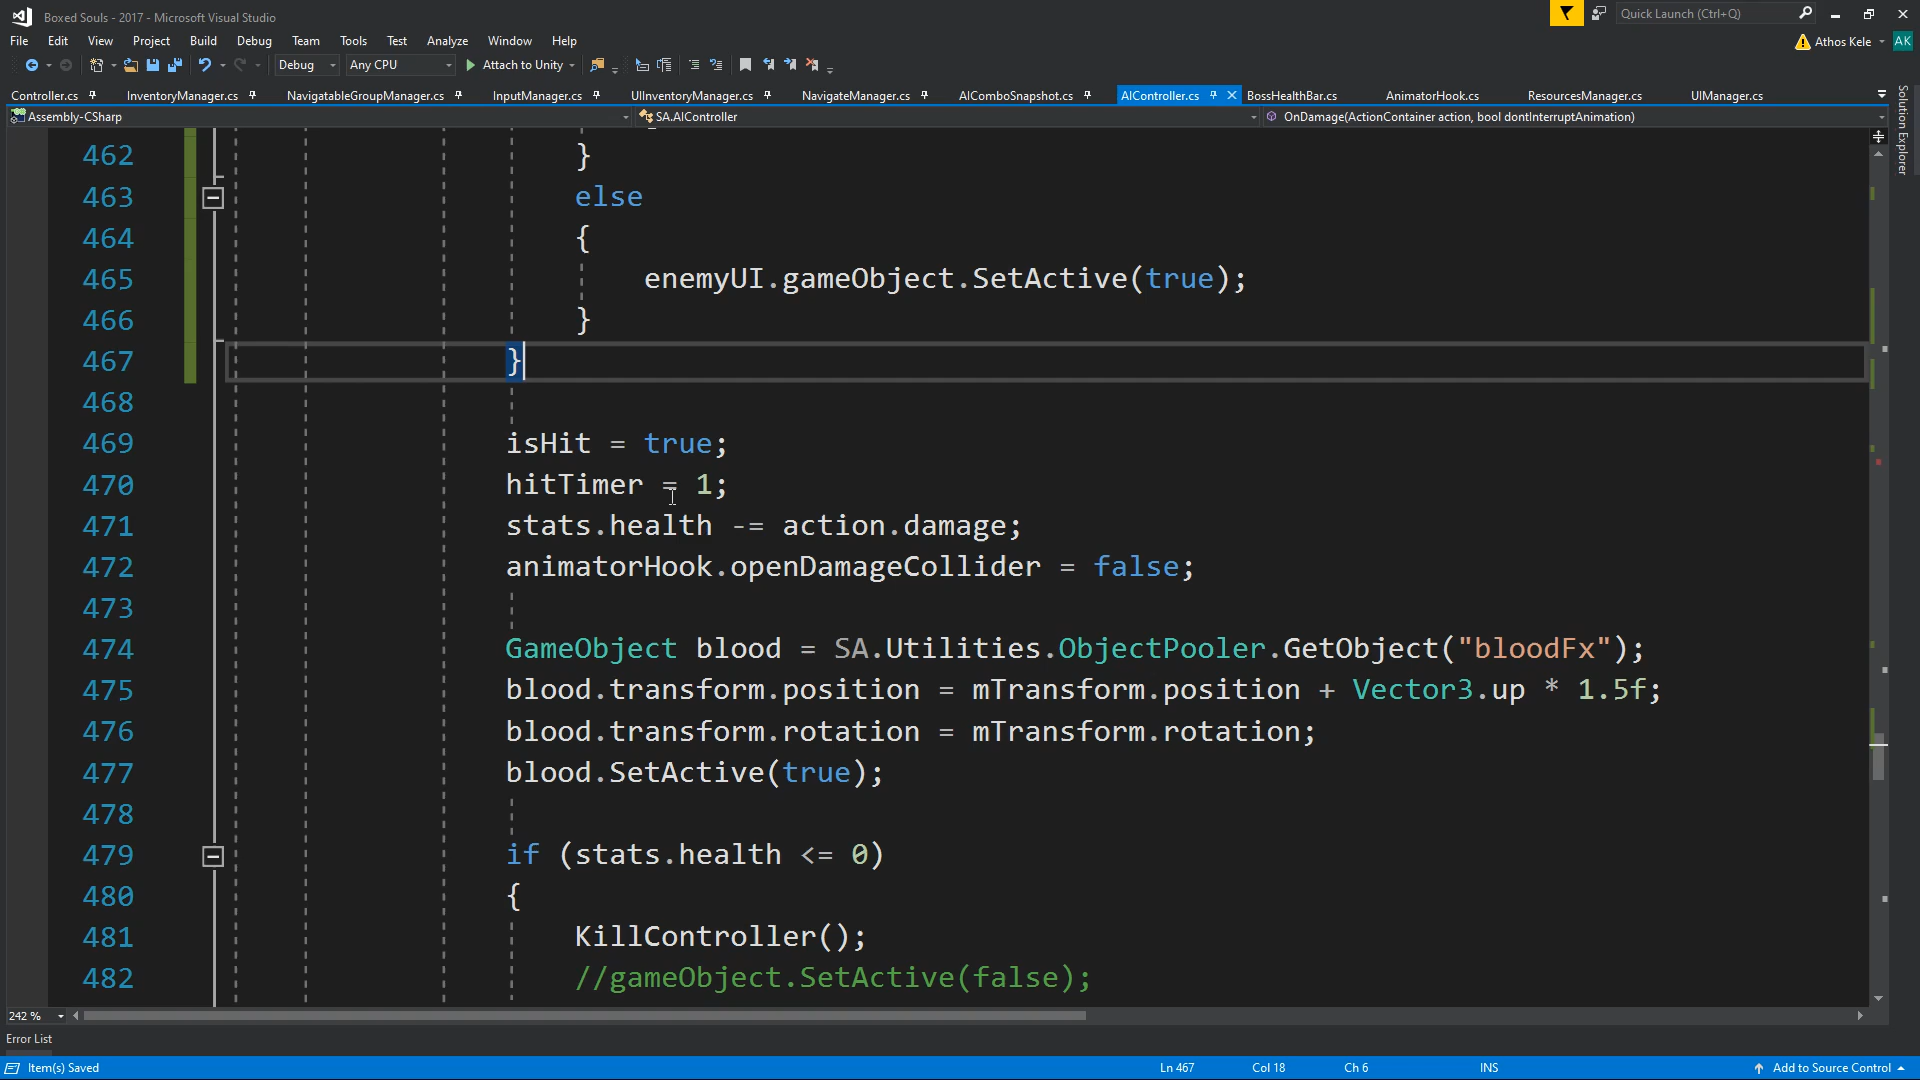 Boxed Souls - 2017 - Microsoft Visual Studio
Quick Launch (Ctrl+Q)
File Edit View Project Build Debug Team Tools Test Analyze Window Help
Athos Kele AK
Debug Any CPU Attach to Unity
Controller.cs InventoryManager.cs NavigatableGroupManager.cs InputManager.cs UIInventoryManager.cs NavigateManager.cs AIComboSnapshot.cs AIController.cs BossHealthBar.cs AnimatorHook.cs ResourcesManager.cs UIManager.cs
Solution Explorer
Assembly-CSharp SA.AIController OnDamage(ActionContainer action, bool dontInterruptAnimation)
462 }
463 else
464 {
465 enemyUI.gameObject.SetActive(true);
466 }
467 }
468
469 isHit = true;
470 hitTimer = 1;
471 stats.health -= action.damage;
472 animatorHook.openDamageCollider = false;
473
474 GameObject blood = SA.Utilities.ObjectPooler.GetObject("bloodFx");
475 blood.transform.position = mTransform.position + Vector3.up * 1.5f;
476 blood.transform.rotation = mTransform.rotation;
477 blood.SetActive(true);
478
479 if (stats.health <= 0)
480 {
481 KillController();
482 //gameObject.SetActive(false);
242 %
Error List
Item(s) Saved Ln 467 Col 18 Ch 6 INS Add to Source Control